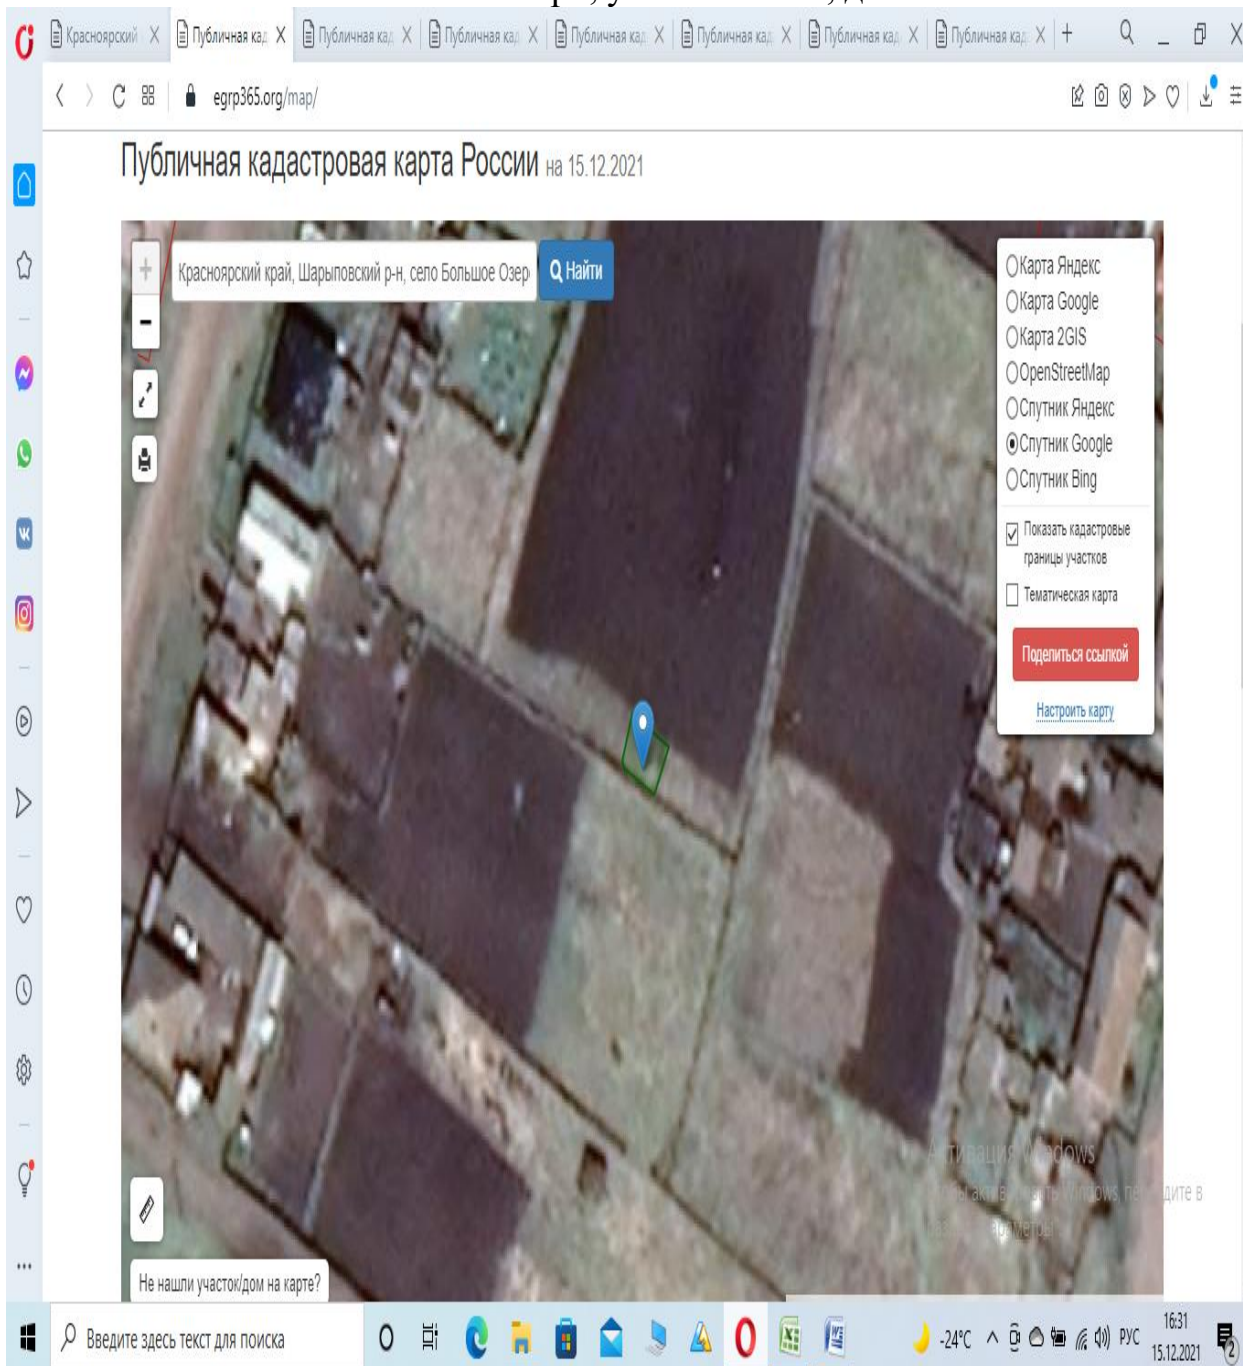 Красноярский
Публичная кад
Публичная кад
Публичная кад
Публичная кад
Публичная кад
Публичная кад
Публичная кад
egrp365.org/map/
Публичная кадастровая карта России на 15.12.2021
Красноярский край, Шарыповский р-н, село Большое Озер
Найти
Карта Яндекс
Карта Google
Карта 2GIS
OpenStreetMap
Спутник Яндекс
Спутник Google
Спутник Bing
Показать кадастровые
границы участков
Тематическая карта
Поделиться ссылкой
Настроить карту
Активация Windows
Не нашли участок/дом на карте?
Введите здесь текст для поиска
-24°C
РУС
16:31
15.12.2021
2